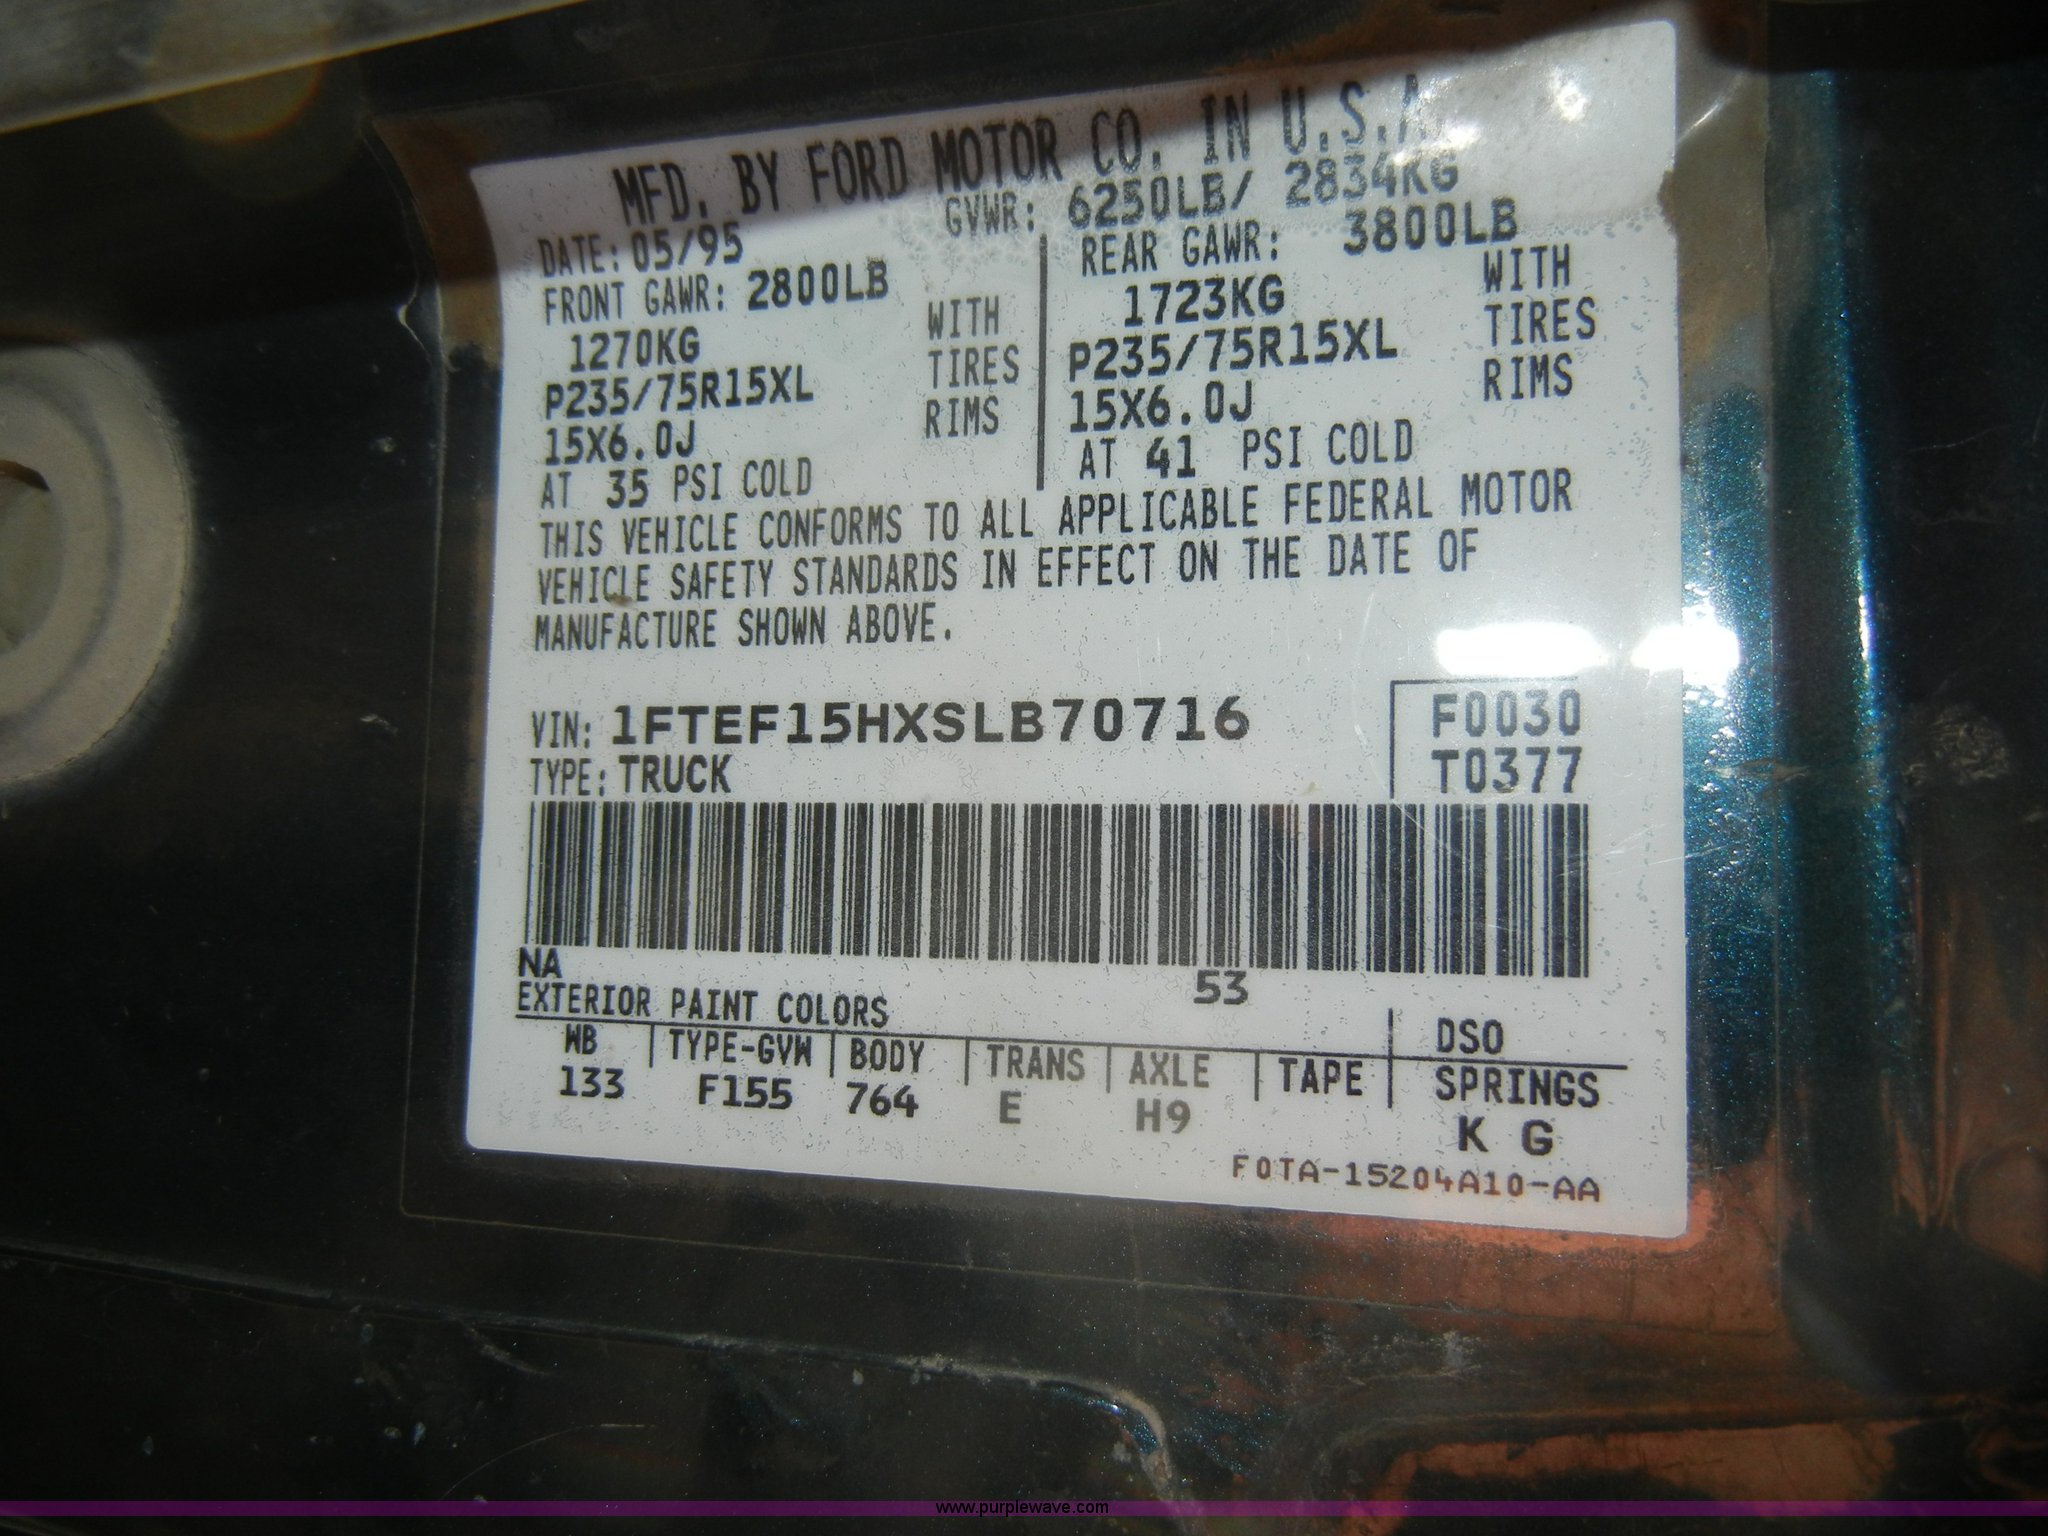 MFD. BY FORD MOTOR CO. IN U.S.A.
DATE: 05/95 GVWR: 6250LB/ 2834KG
FRONT GAWR: 2800LB REAR GAWR: 3800LB
1270KG WITH 1723KG WITH
P235/75R15XL TIRES P235/75R15XL TIRES
15X6.0J RIMS 15X6.0J RIMS
AT 35 PSI COLD AT 41 PSI COLD
THIS VEHICLE CONFORMS TO ALL APPLICABLE FEDERAL MOTOR
VEHICLE SAFETY STANDARDS IN EFFECT ON THE DATE OF
MANUFACTURE SHOWN ABOVE.
VIN: 1FTEF15HXSLB70716 F0030
TYPE: TRUCK T0377
NA 53
EXTERIOR PAINT COLORS DSO
WB TYPE-GVW BODY TRANS AXLE TAPE SPRINGS
133 F155 764 E H9 K G
F0TA-15204A10-AA
www.purplewave.com